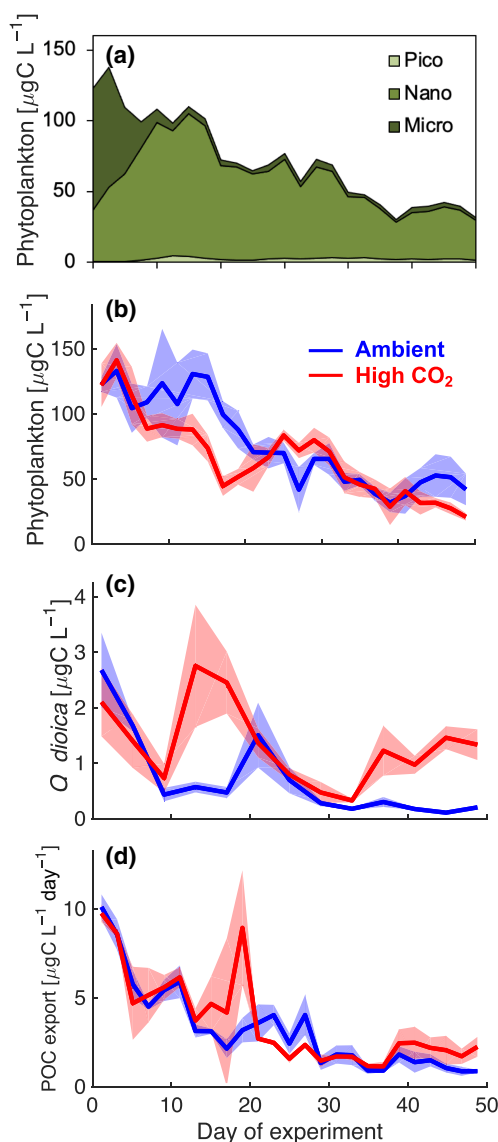 (a)
Phytoplankton [μgC L⁻¹]
150
100
50
0
Pico
Nano
Micro
(b)
Phytoplankton [μgC L⁻¹]
150
100
50
0
Ambient
High CO₂
(c)
O dioica [μgC L⁻¹]
4
3
2
1
0
(d)
POC export [μgC L⁻¹ day⁻¹]
10
5
0
0 10 20 30 40 50
Day of experiment